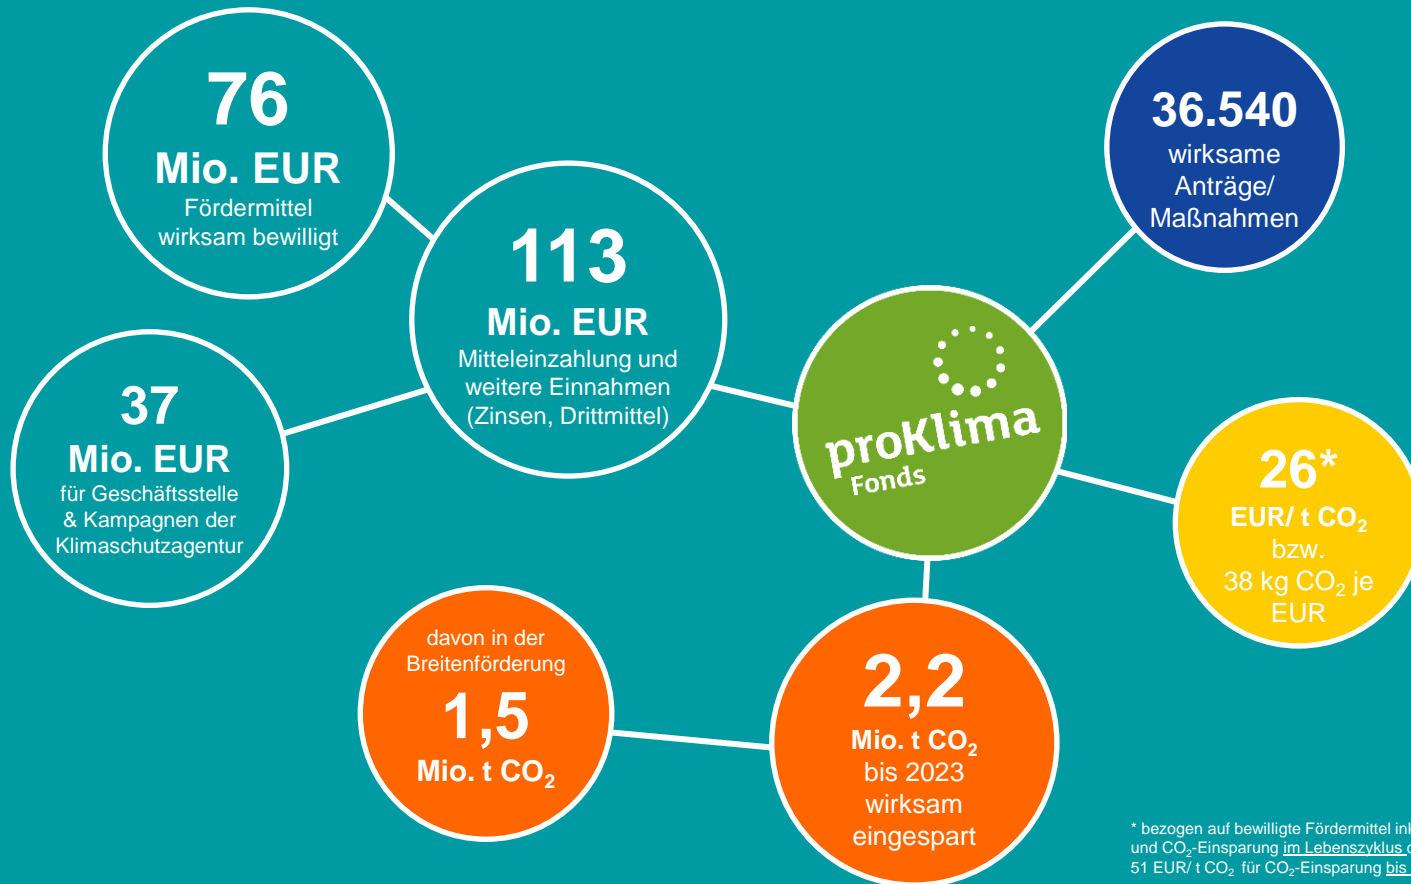 76
Mio. EUR
Fördermittel
wirksam bewilligt
113
Mio. EUR
Mitteleinzahlung und
weitere Einnahmen
(Zinsen, Drittmittel)
37
Mio. EUR
für Geschäftsstelle
& Kampagnen der
Klimaschutzagentur
36.540
wirksame
Anträge/
Maßnahmen
proKlima
Fonds
26*
EUR/ t CO₂
bzw.
38 kg CO₂ je
EUR
davon in der
Breitenförderung
1,5
Mio. t CO₂
2,2
Mio. t CO₂
bis 2023
wirksam
eingespart
* bezogen auf bewilligte Fördermittel
und CO₂-Einsparung im Lebenszyklus
51 EUR/ t CO₂ für CO₂-Einsparung bis